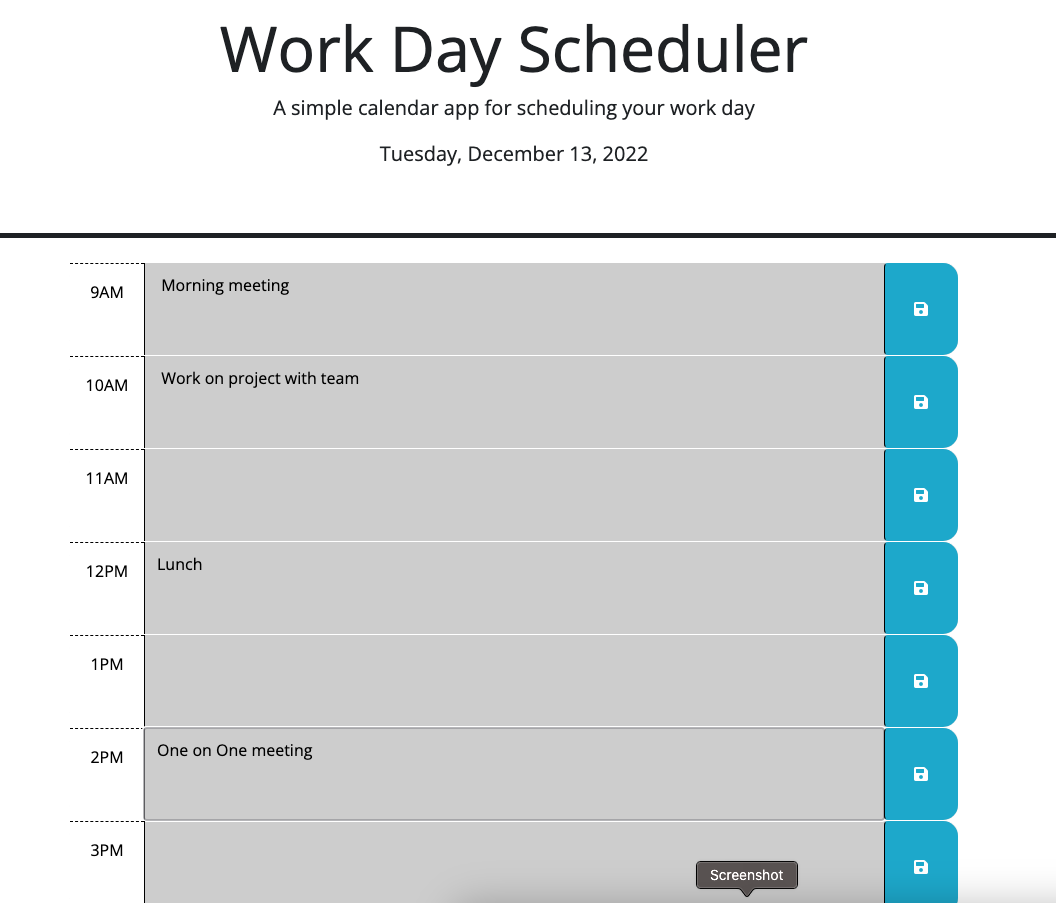 Work Day Scheduler
A simple calendar app for scheduling your work day
Tuesday, December 13, 2022
9AM
Morning meeting
10AM
Work on project with team
11AM
12PM
Lunch
1PM
2PM
One on One meeting
3PM
Screenshot